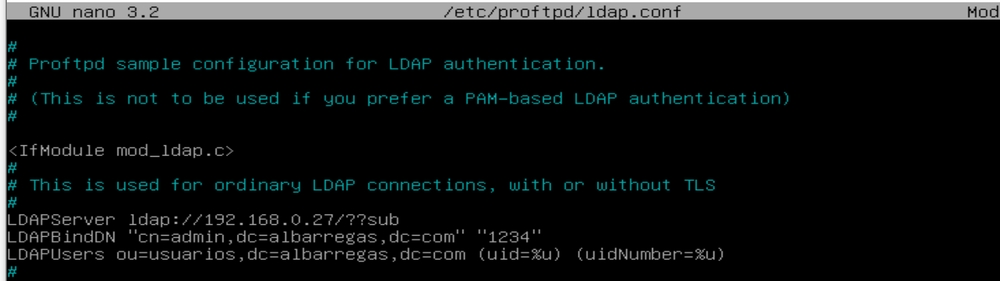 GNU nano 3.2 /etc/proftpd/ldap.conf Mod
#
# Proftpd sample configuration for LDAP authentication.
#
# (This is not to be used if you prefer a PAM-based LDAP authentication)
#
<IfModule mod_ldap.c>
#
# This is used for ordinary LDAP connections, with or without TLS
#
LDAPServer ldap://192.168.0.27/??sub
LDAPBindDN "cn=admin,dc=albarregas,dc=com" "1234"
LDAPUsers ou=usuarios,dc=albarregas,dc=com (uid=%u) (uidNumber=%u)
#